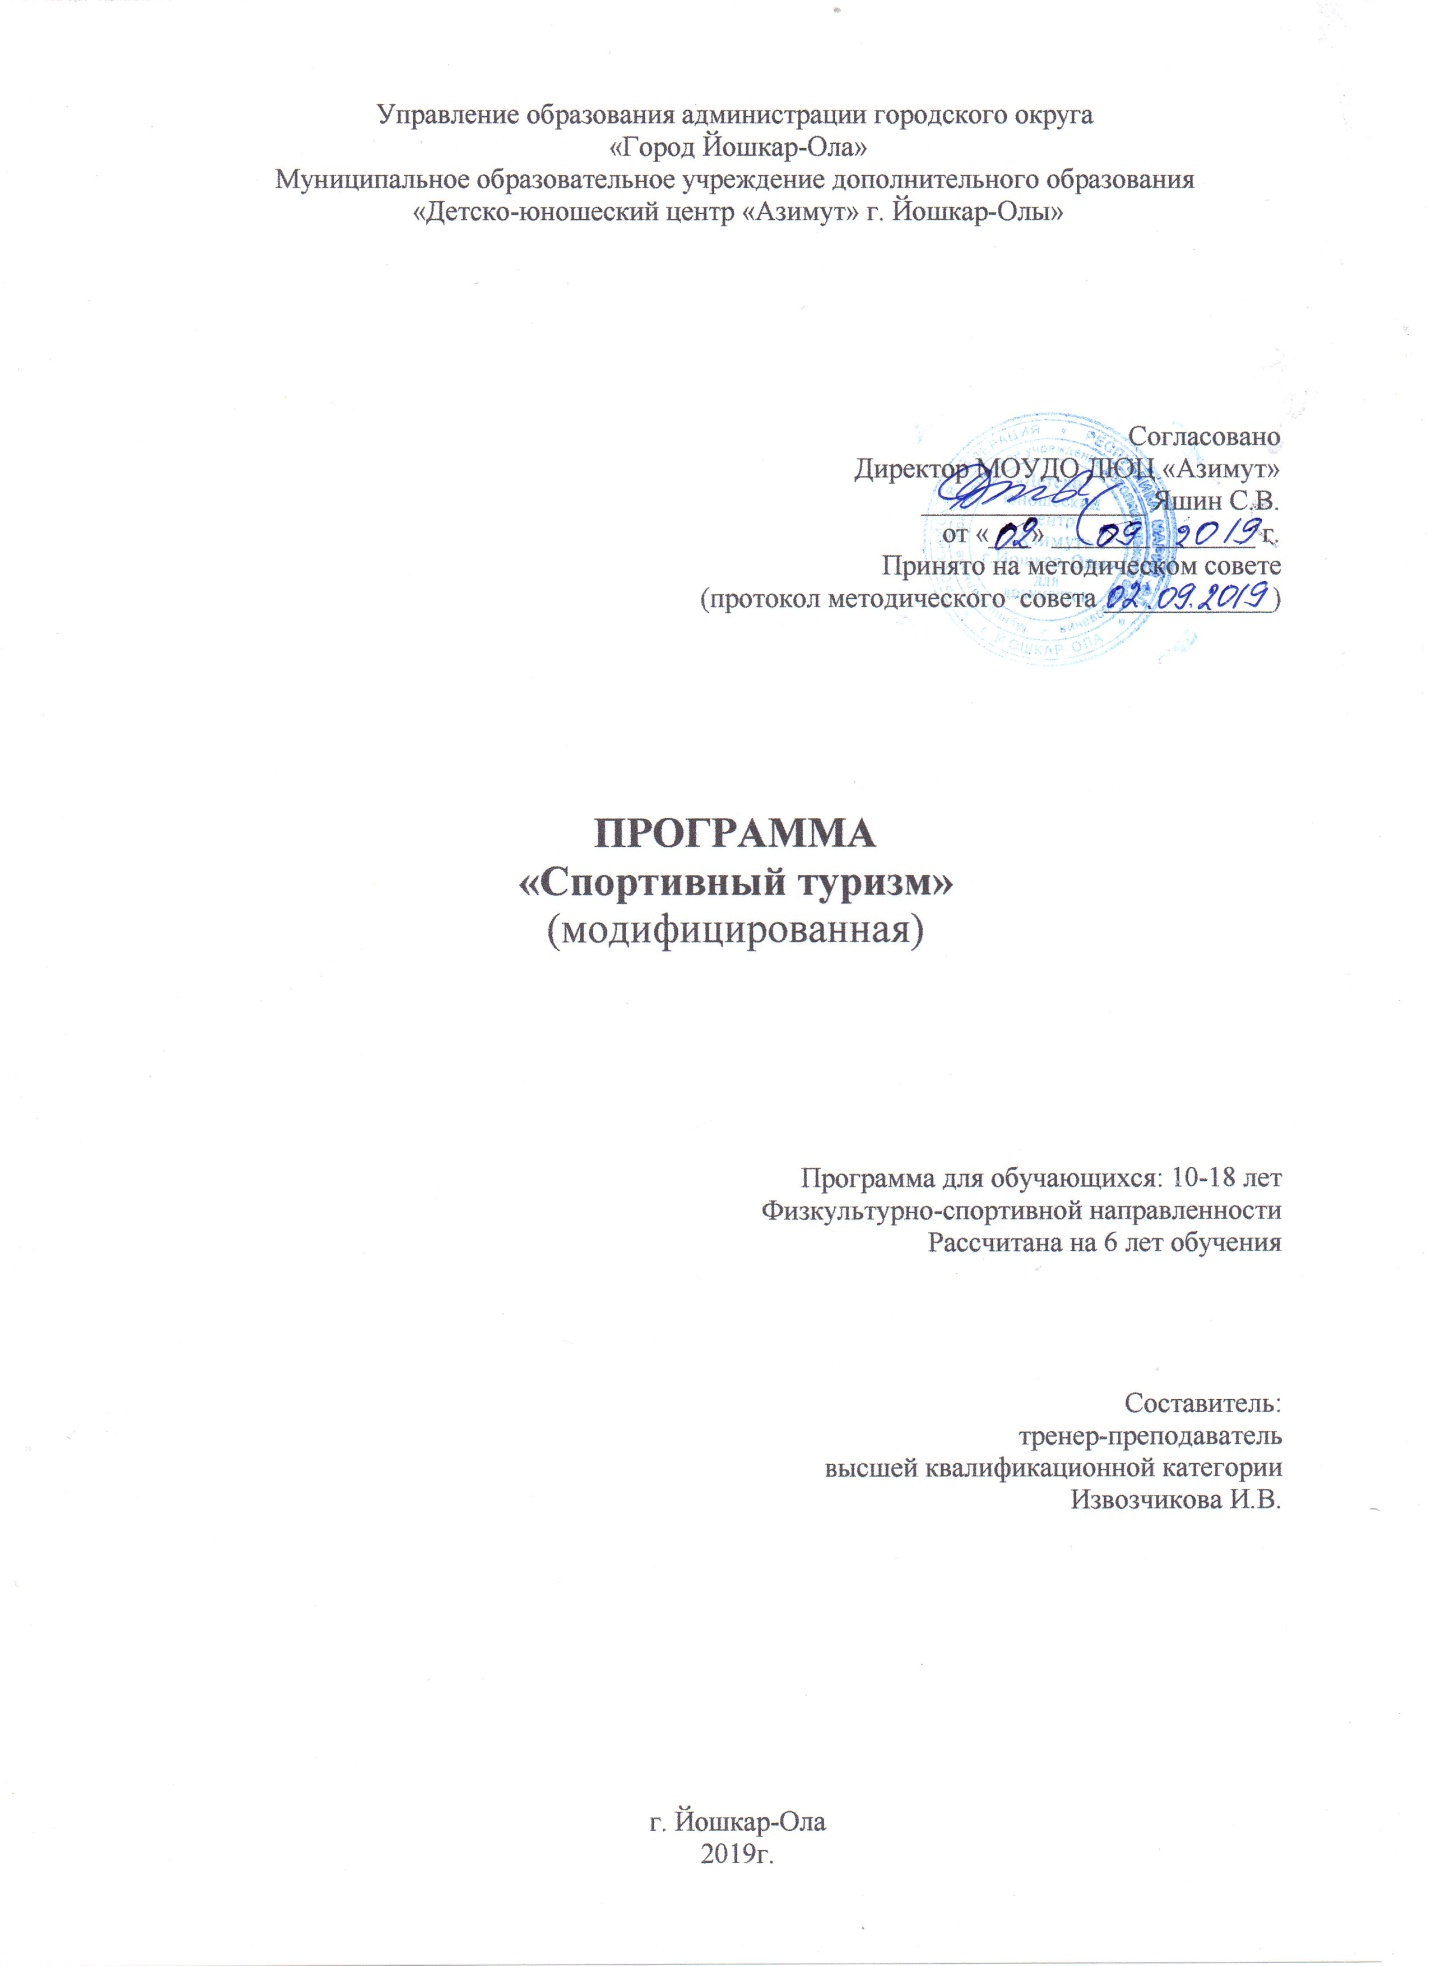 Управление образования администрации городского округа
«Город Йошкар-Ола»
Муниципальное образовательное учреждение дополнительного образования
«Детско-юношеский центр «Азимут» г. Йошкар-Олы»
Согласовано
Директор МОУДО ДЮЦ «Азимут»
Яшин С.В.
от «02» 09 2019 г.
Принято на методическом совете
(протокол методического совета 02.09.2019)
ЙОШКАР ОЛА
ПРОГРАММА
«Спортивный туризм»
(модифицированная)
Программа для обучающихся: 10-18 лет
Физкультурно-спортивной направленности
Рассчитана на 6 лет обучения
Составитель:
тренер-преподаватель
высшей квалификационной категории
Извозчикова И.В.
г. Йошкар-Ола
2019г.